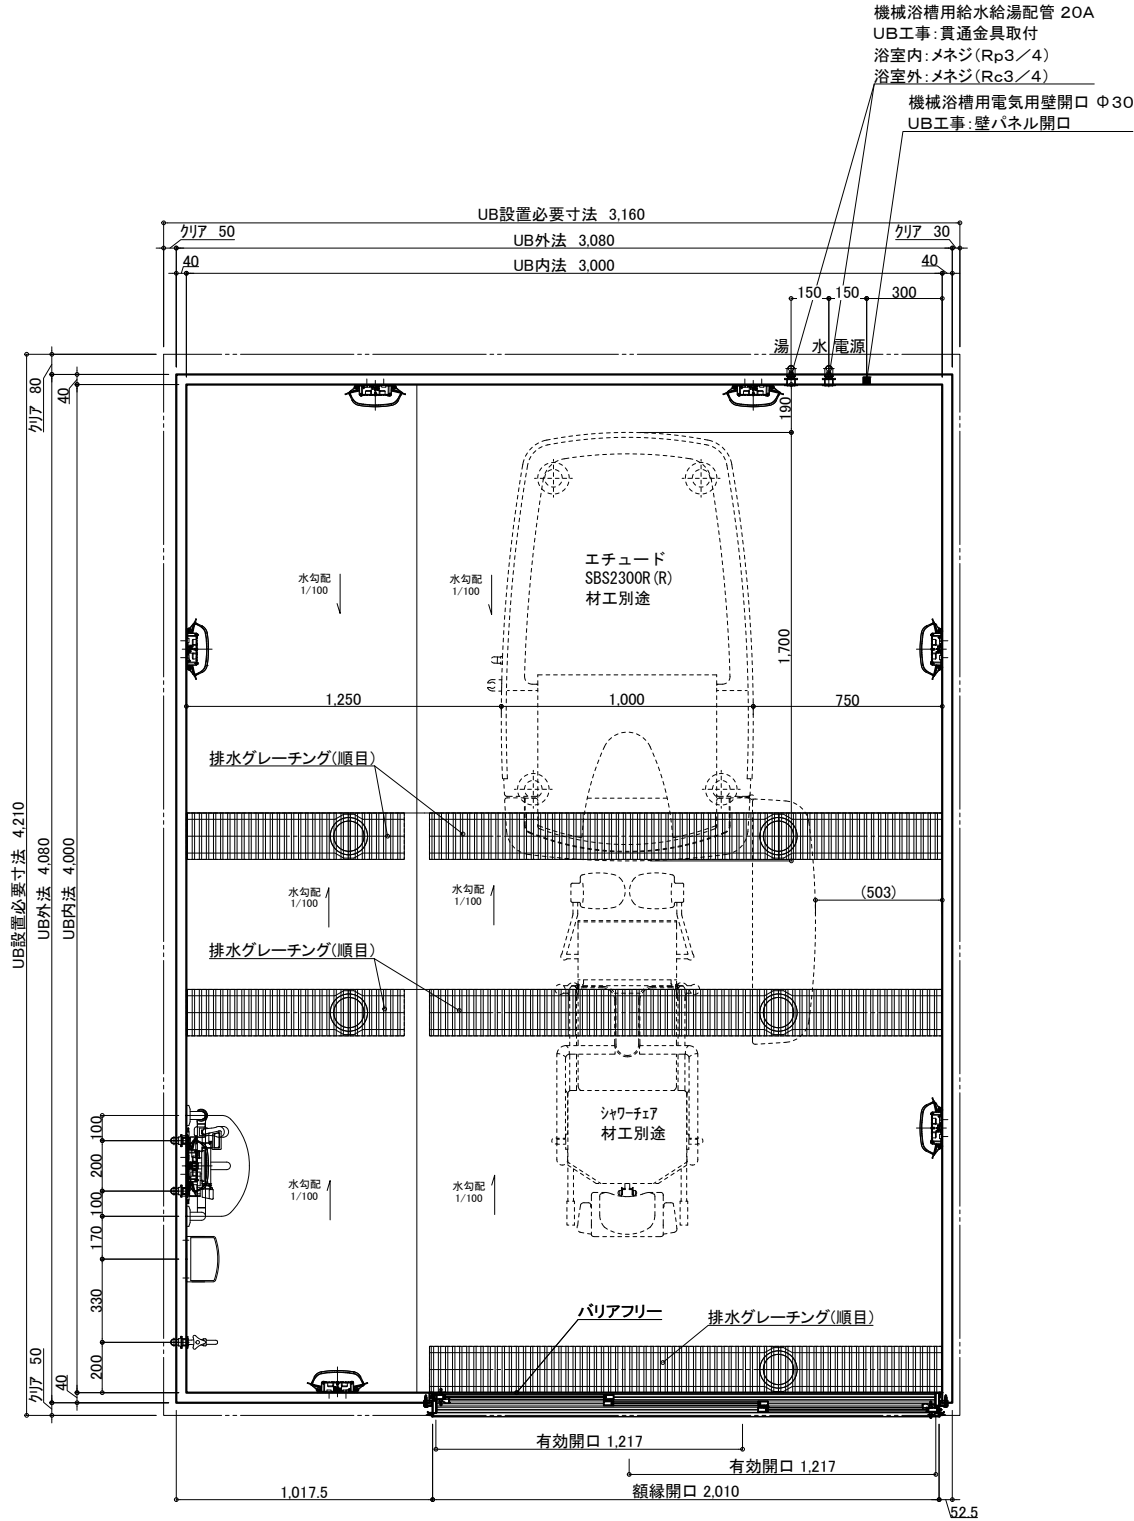 機械浴槽用給水給湯配管 20A
UB工事:貫通金具取付
浴室内:メネジ(Rp3/4)
浴室外:メネジ(Rc3/4)
機械浴槽用電気用壁開口 Φ30
UB工事:壁パネル開口
UB設置必要寸法 3,160
クリア 50
UB外法 3,080
クリア 30
40
UB内法 3,000
40
150
150
300
湯
水
電源
クリア 80
40
190
エチュード
SBS2300R(R)
材工別途
水勾配
1/100
水勾配
1/100
1,700
1,250
1,000
750
排水グレーチング(順目)
UB設置必要寸法 4,210
UB外法 4,080
UB内法 4,000
水勾配
1/100
水勾配
1/100
(503)
排水グレーチング(順目)
シャワーチェア
材工別途
100
200
100
170
330
200
水勾配
1/100
水勾配
1/100
バリアフリー
排水グレーチング(順目)
クリア 50
40
有効開口 1,217
有効開口 1,217
1,017.5
額縁開口 2,010
52.5